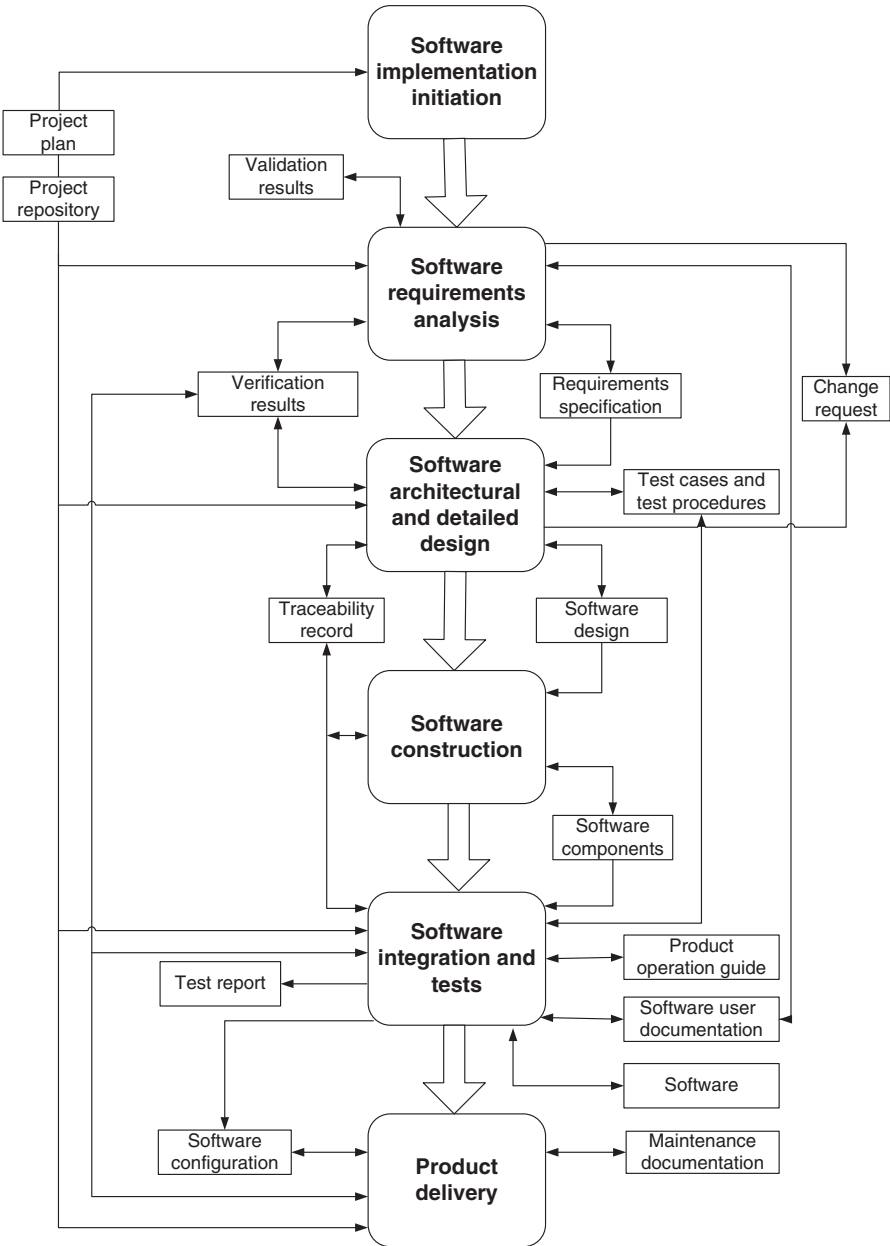 Software
implementation
initiation
Project
plan
Validation
results
Project
repository
Software
requirements
analysis
Verification
results
Requirements
specification
Change
request
Software
architectural
and detailed
design
Test cases and
test procedures
Traceability
record
Software
design
Software
construction
Software
components
Software
integration and
tests
Product
operation guide
Test report
Software user
documentation
Software
Software
configuration
Product
delivery
Maintenance
documentation